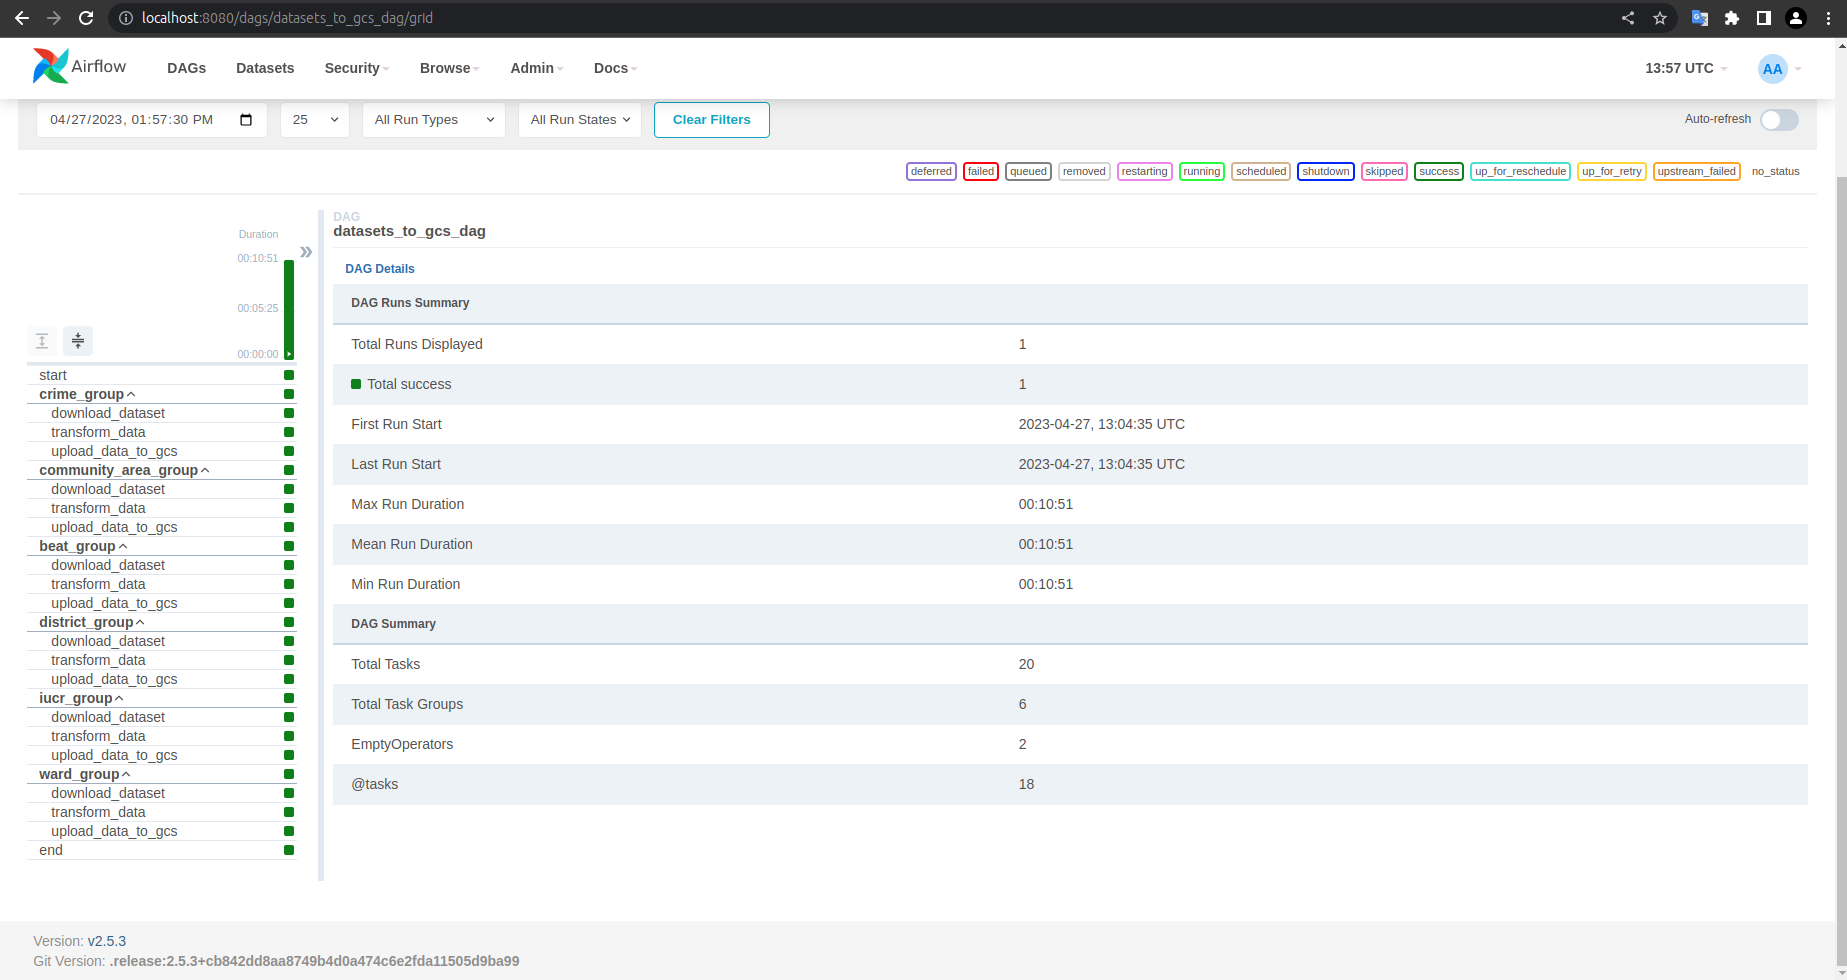 localhost:8080/dags/datasets_to_gcs_dag/grid
Airflow DAGs Datasets Security Browse Admin Docs 13:57 UTC AA
04/27/2023, 01:57:30 PM 25 All Run Types All Run States Clear Filters Auto-refresh
deferred failed queued removed restarting running scheduled shutdown skipped success up_for_reschedule up_for_retry upstream_failed no_status
Duration
00:10:51
00:05:25
00:00:00
start
crime_group
download_dataset
transform_data
upload_data_to_gcs
community_area_group
download_dataset
transform_data
upload_data_to_gcs
beat_group
download_dataset
transform_data
upload_data_to_gcs
district_group
download_dataset
transform_data
upload_data_to_gcs
iucr_group
download_dataset
transform_data
upload_data_to_gcs
ward_group
download_dataset
transform_data
upload_data_to_gcs
end
DAG
datasets_to_gcs_dag
DAG Details
DAG Runs Summary
Total Runs Displayed 1
Total success 1
First Run Start 2023-04-27, 13:04:35 UTC
Last Run Start 2023-04-27, 13:04:35 UTC
Max Run Duration 00:10:51
Mean Run Duration 00:10:51
Min Run Duration 00:10:51
DAG Summary
Total Tasks 20
Total Task Groups 6
EmptyOperators 2
@tasks 18
Version: v2.5.3
Git Version: .release:2.5.3+cb842dd8aa8749b4d0a474c6e2fda11505d9ba99